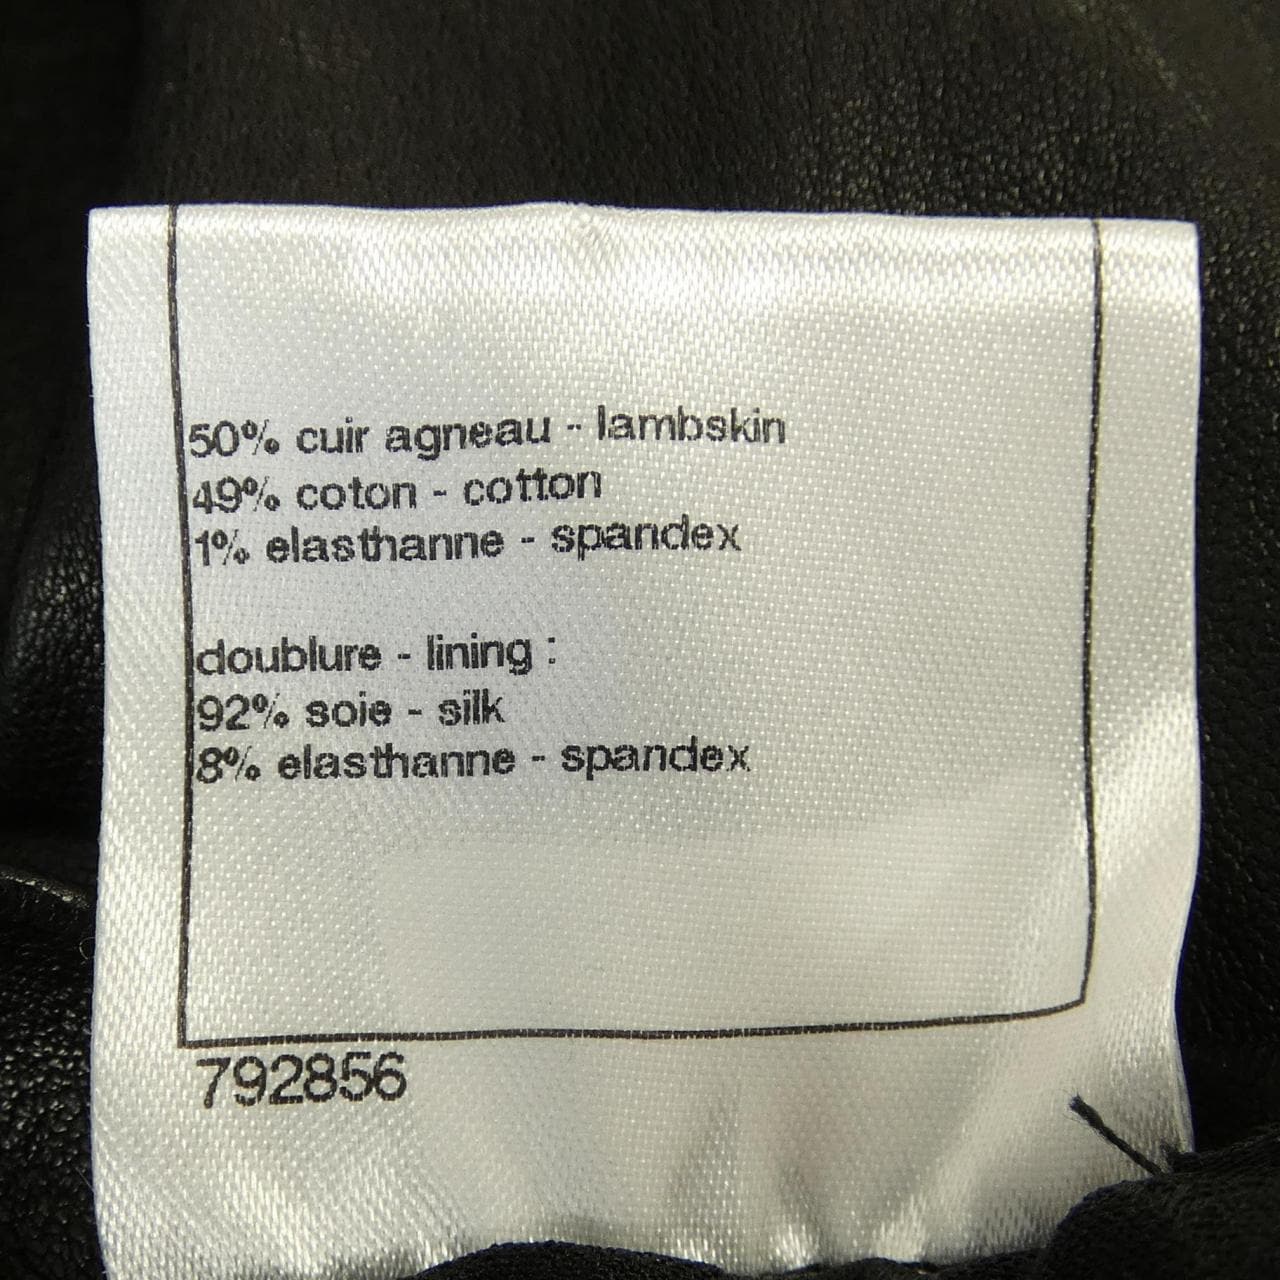 50% cuir agneau - lambskin
49% coton - cotton
1% elasthanne - spandex
doublure - lining :
92% soie - silk
8% elasthanne - spandex
792856